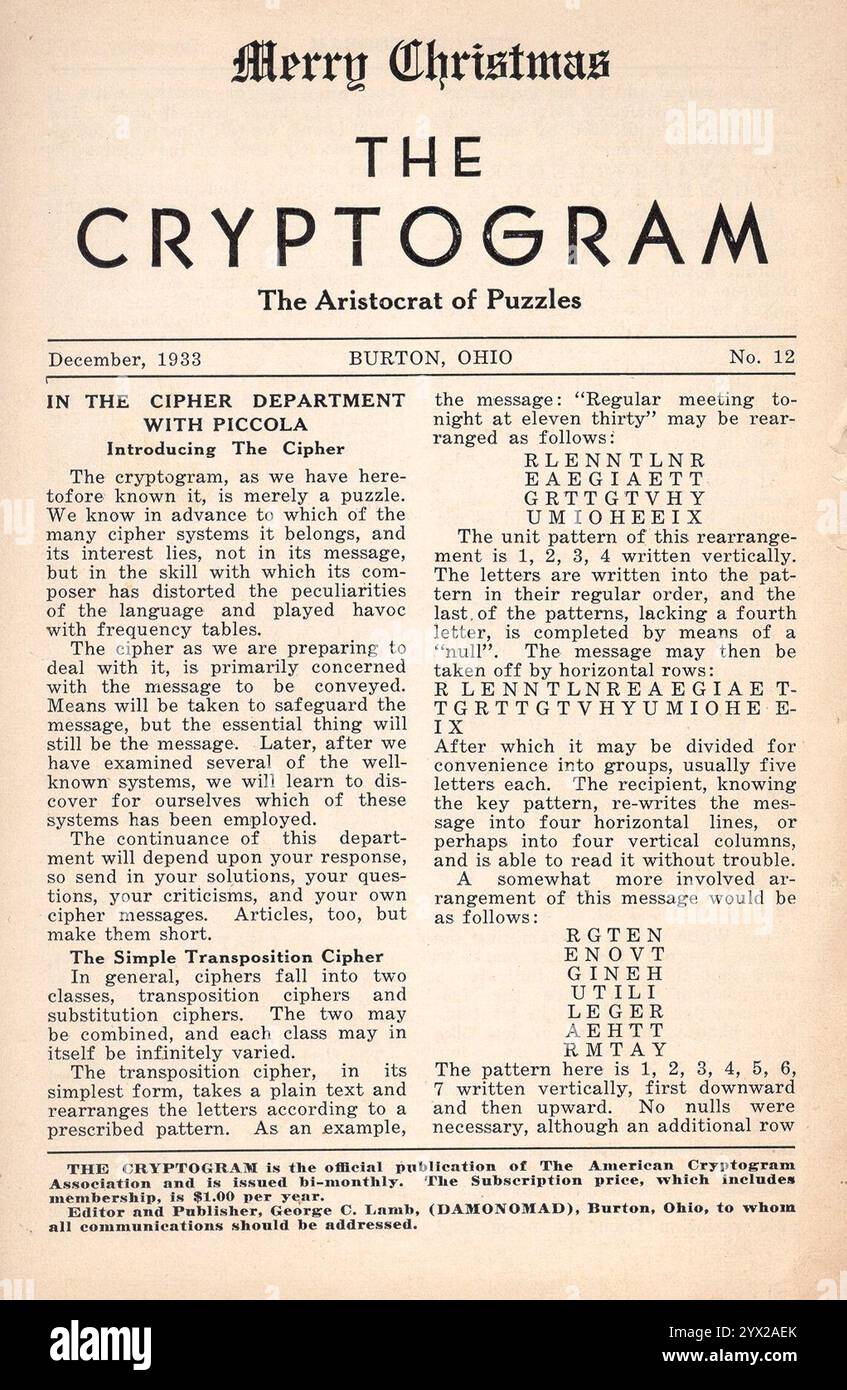 Merry Christmas
THE
CRYPTOGRAM
The Aristocrat of Puzzles
December, 1933 BURTON, OHIO No. 12
IN THE CIPHER DEPARTMENT
WITH PICCOLA
Introducing The Cipher
The cryptogram, as we have here-
tofore known it, is merely a puzzle.
We know in advance to which of the
many cipher systems it belongs, and
its interest lies, not in its message,
but in the skill with which its com-
poser has distorted the peculiarities
of the language and played havoc
with frequency tables.
The cipher as we are preparing to
deal with it, is primarily concerned
with the message to be conveyed.
Means will be taken to safeguard the
message, but the essential thing will
still be the message. Later, after we
have examined several of the well-
known systems, we will learn to dis-
cover for ourselves which of these
systems has been employed.
The continuance of this depart-
ment will depend upon your response,
so send in your solutions, your ques-
tions, your criticisms, and your own
cipher messages. Articles, too, but
make them short.
The Simple Transposition Cipher
In general, ciphers fall into two
classes, transposition ciphers and
substitution ciphers. The two may
be combined, and each class may in
itself be infinitely varied.
The transposition cipher, in its
simplest form, takes a plain text and
rearranges the letters according to a
prescribed pattern. As an example,
the message: "Regular meeting to-
night at eleven thirty" may be rear-
ranged as follows:
R L E N N T L N R
E A E G I A E T T
G R T T G T V H Y
U M I O H E E I X
The unit pattern of this rearrange-
ment is 1, 2, 3, 4 written vertically.
The letters are written into the pat-
tern in their regular order, and the
last of the patterns, lacking a fourth
letter, is completed by means of a
"null". The message may then be
taken off by horizontal rows:
R L E N N T L N R E A E G I A E T-
T G R T T G T V H Y U M I O H E E-
I X
After which it may be divided for
convenience into groups, usually five
letters each. The recipient, knowing
the key pattern, re-writes the mes-
sage into four horizontal lines, or
perhaps into four vertical columns,
and is able to read it without trouble.
A somewhat more involved ar-
rangement of this message would be
as follows:
R G T E N
E N O V T
G I N E H
U T I L I
L E G E R
A E H T T
R M T A Y
The pattern here is 1, 2, 3, 4, 5, 6,
7 written vertically, first downward
and then upward. No nulls were
necessary, although an additional row
THE CRYPTOGRAM is the official publication of The American Cryptogram
Association and is issued bi-monthly. The Subscription price, which includes
membership, is $1.00 per year.
Editor and Publisher, George C. Lamb, (DAMONOMAD), Burton, Ohio, to whom
all communications should be addressed.
alamy
Image ID: 2YX2AEK
www.alamy.com